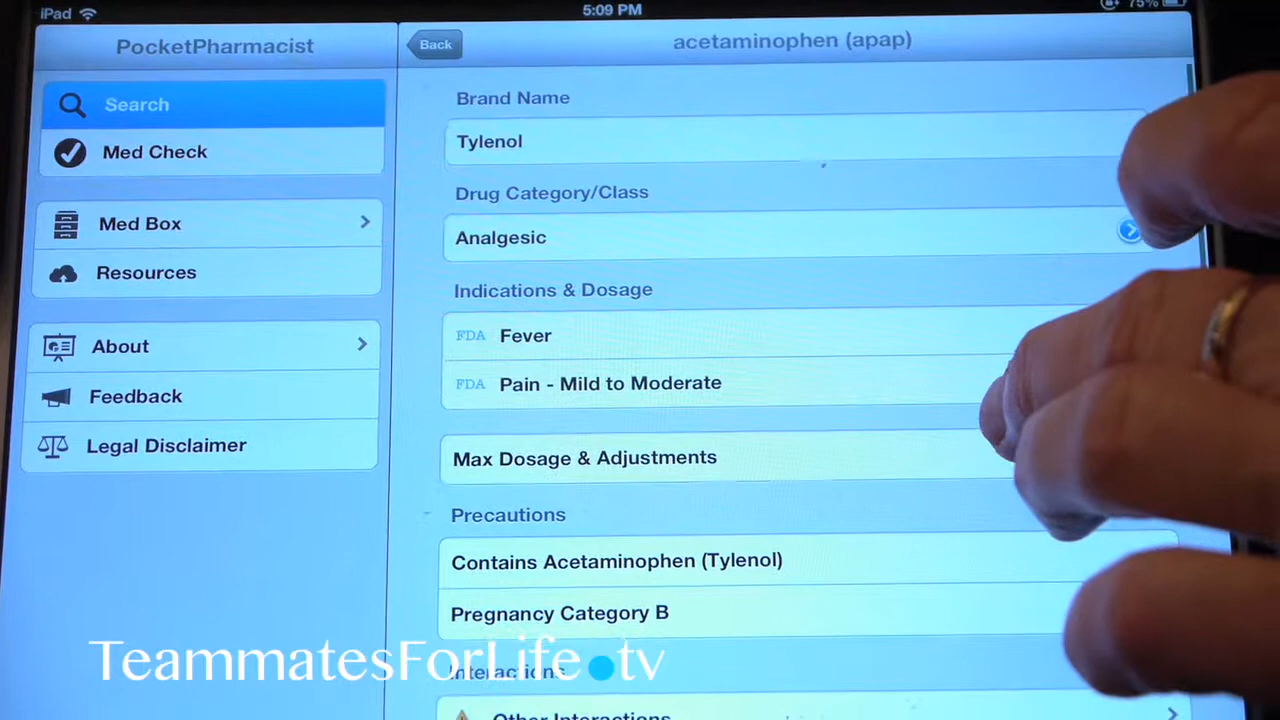 iPad
5:09 PM
75%
PocketPharmacist
Back
acetaminophen (apap)
Search
Med Check
Med Box
Resources
About
Feedback
Legal Disclaimer
Brand Name
Tylenol
Drug Category/Class
Analgesic
Indications & Dosage
FDA Fever
FDA Pain - Mild to Moderate
Max Dosage & Adjustments
Precautions
Contains Acetaminophen (Tylenol)
Pregnancy Category B
Interactions
Other Interactions
TeammatesForLife.tv